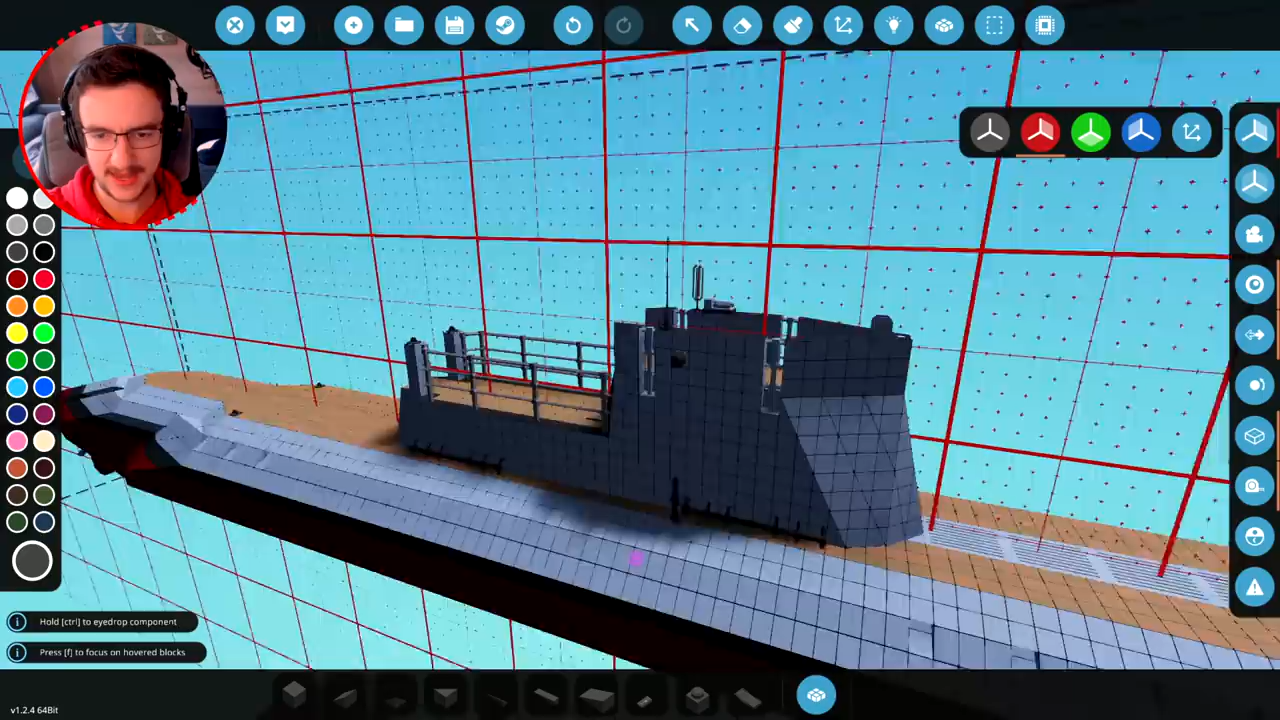 Hold [ctrl] to eyedrop component
Press [f] to focus on hovered blocks
v1.2.4 64Bit